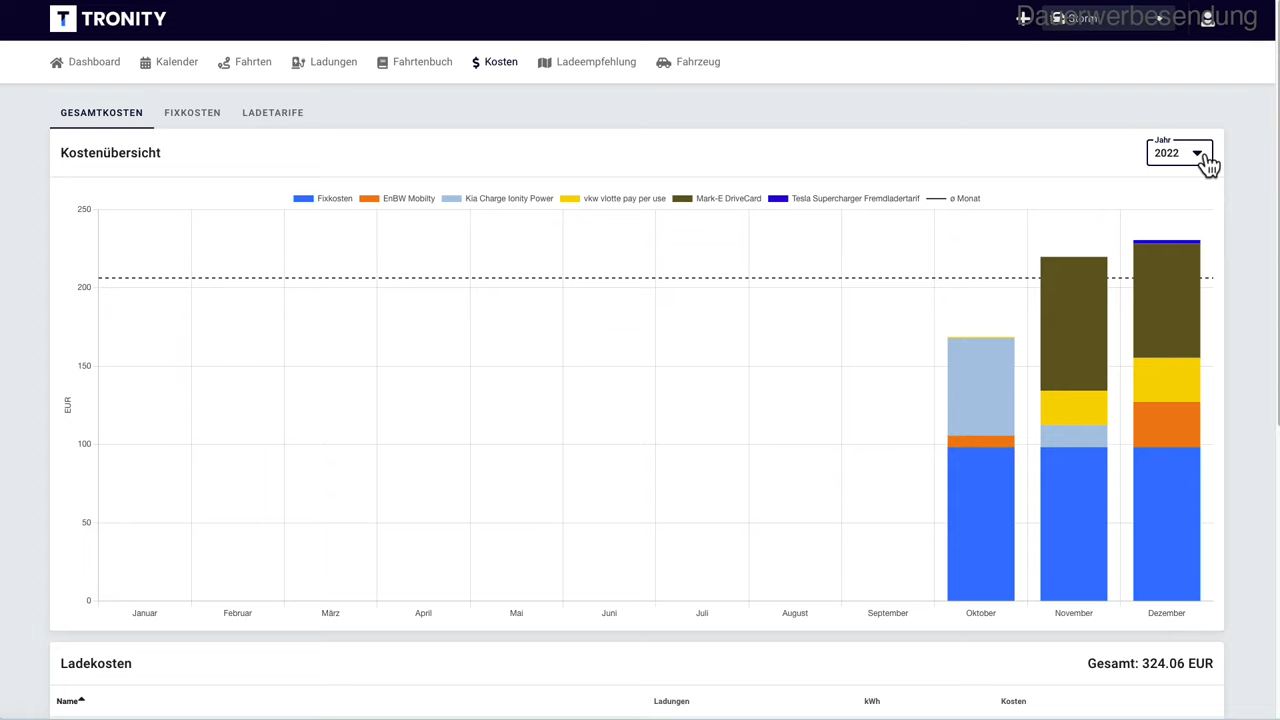 TRONITY
Storm
Dauerwerbesendung
Dashboard Kalender Fahrten Ladungen Fahrtenbuch Kosten Ladeempfehlung Fahrzeug
GESAMTKOSTEN FIXKOSTEN LADETARIFE
Kostenübersicht
Jahr
2022
Fixkosten EnBW Mobilty Kia Charge Ionity Power vkw vlotte pay per use Mark-E DriveCard Tesla Supercharger Fremdladertarif ø Monat
250
200
150
EUR
100
50
0
Januar Februar März April Mai Juni Juli August September Oktober November Dezember
Ladekosten Gesamt: 324.06 EUR
Name Ladungen kWh Kosten